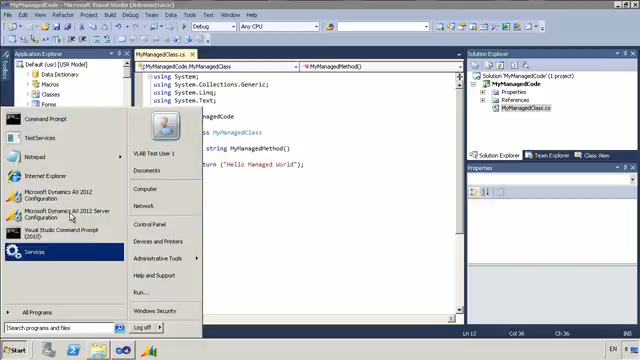 MyManagedCode - Microsoft Visual Studio (Administrator)
File Edit View Refactor Project Build Debug Team Data Tools Architecture Test Analyze Window Help
Debug Any CPU
Application Explorer
Default (usr) [USR Model]
Data Dictionary
Macros
Classes
Forms
MyManagedClass.cs
MyManagedCode.MyManagedClass
MyManagedMethod()
using System;
using System.Collections.Generic;
using System.Linq;
using System.Text;
MyManagedClass
string MyManagedMethod()
("Hello Managed World");
Solution Explorer
Solution 'MyManagedCode' (1 project)
MyManagedCode
Properties
References
MyManagedClass.cs
Solution Explorer Team Explorer Class View
Properties
Command Prompt
TestServices
Notepad
Internet Explorer
Microsoft Dynamics AX 2012
Configuration
Microsoft Dynamics AX 2012 Server
Configuration
Visual Studio Command Prompt
(2010)
Services
All Programs
Search programs and files
VLAB Test User 1
Documents
Computer
Network
Control Panel
Devices and Printers
Administrative Tools
Help and Support
Run...
Windows Security
Log off
Ln 12 Col 36 Ch 36 INS
Start
EN